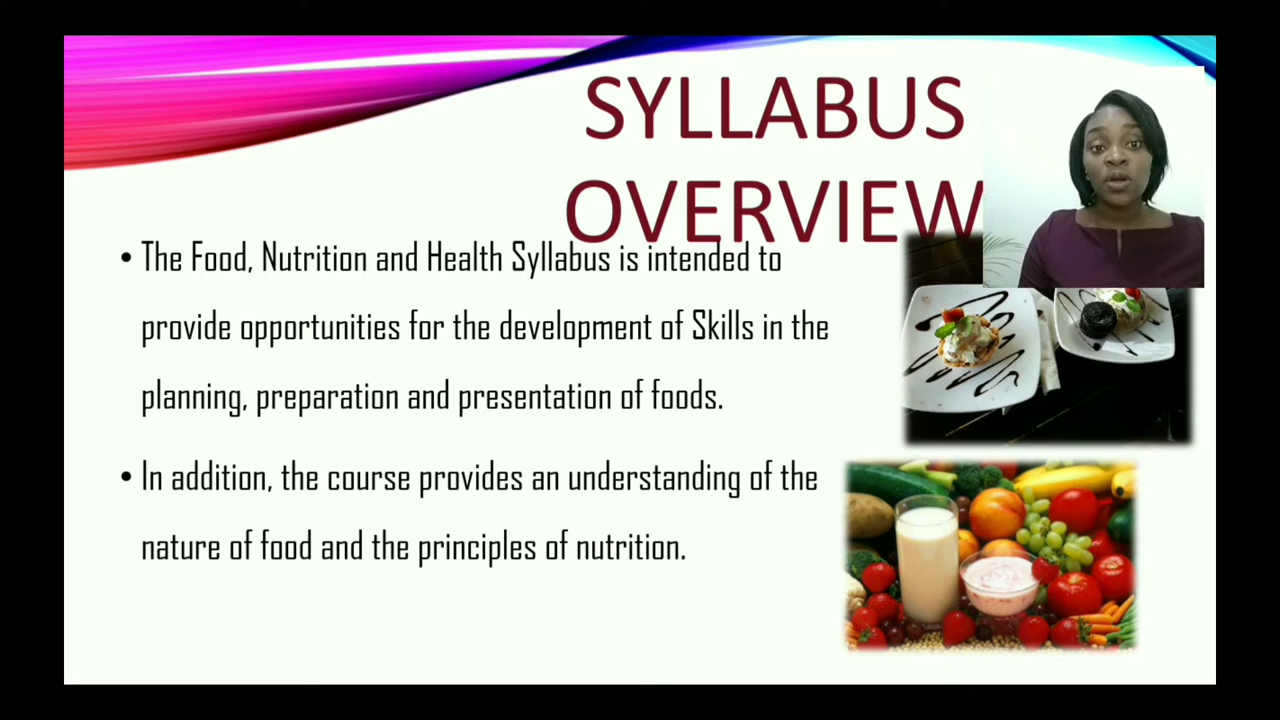 SYLLABUS
OVERVIEW
• The Food, Nutrition and Health Syllabus is intended to
provide opportunities for the development of Skills in the
planning, preparation and presentation of foods.
• In addition, the course provides an understanding of the
nature of food and the principles of nutrition.